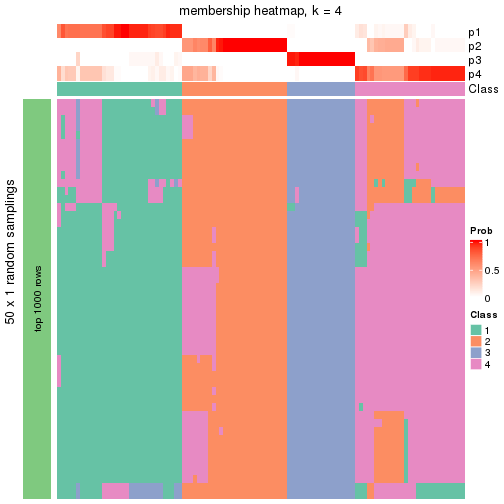 membership heatmap, k = 4
p1
p2
p3
p4
Class
50 x 1 random samplings
top 1000 rows
Prob
1
0.5
0
Class
1
2
3
4